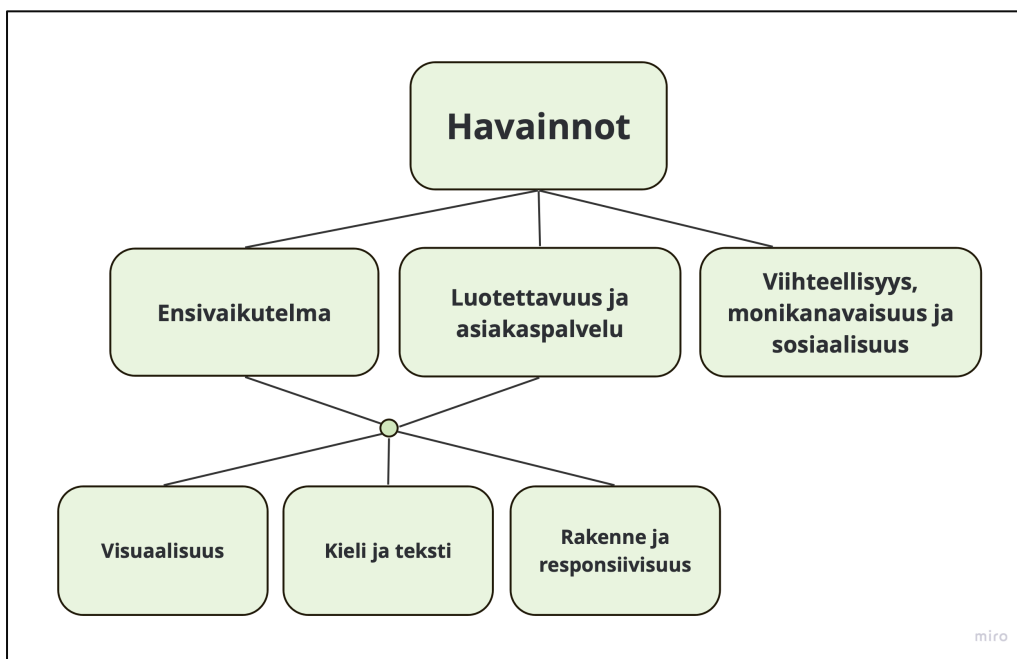 Havainnot
Ensivaikutelma
Luotettavuus ja
asiakaspalvelu
Viihteellisyys,
monikanavaisuus ja
sosiaalisuus
Visuaalisuus
Kieli ja teksti
Rakenne ja
responsiivisuus
miro